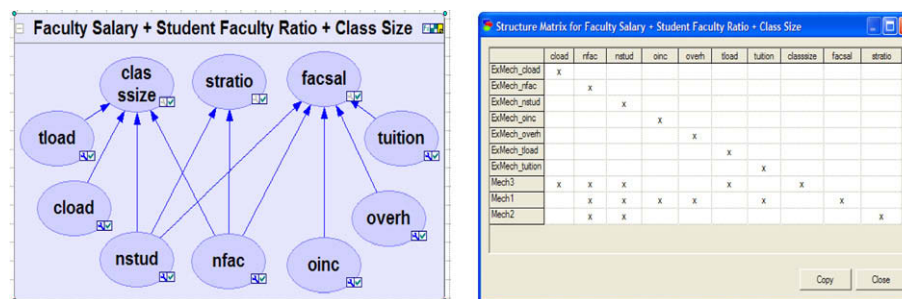 Faculty Salary + Student Faculty Ratio + Class Size
clas
ssize
stratio
facsal
tload
tuition
cload
overh
nstud
nfac
oinc
Structure Matrix for Faculty Salary + Student Faculty Ratio + Class Size
cload nfac nstud oinc overh tload tuition classsize facsal stratio
ExMech_cload x
ExMech_nfac x
ExMech_nstud x
ExMech_oinc x
ExMech_overh x
ExMech_tload x
ExMech_tuition x
Mech3 x x x x x
Mech1 x x x x x x
Mech2 x x x
Copy Close